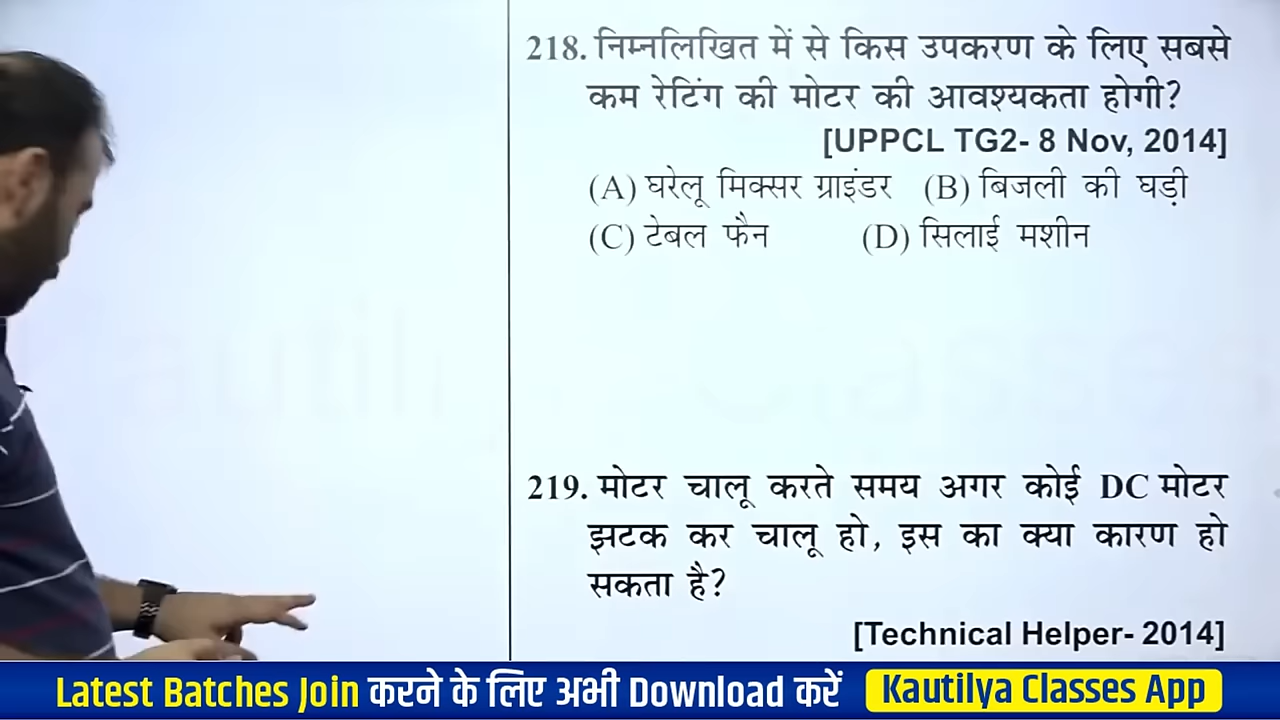 218. निम्नलिखित में से किस उपकरण के लिए सबसे
कम रेटिंग की मोटर की आवश्यकता होगी?
[UPPCL TG2- 8 Nov, 2014]
(A) घरेलू मिक्सर ग्राइंडर (B) बिजली की घड़ी
(C) टेबल फैन (D) सिलाई मशीन
219. मोटर चालू करते समय अगर कोई DC मोटर
झटक कर चालू हो, इस का क्या कारण हो
सकता है?
[Technical Helper- 2014]
Latest Batches Join करने के लिए अभी Download करें Kautilya Classes App